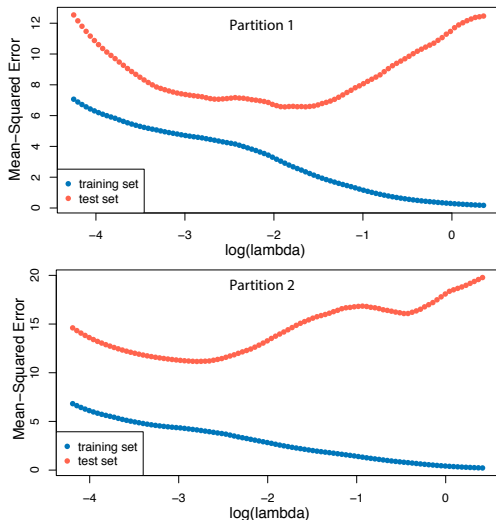 Partition 1
Mean-Squared Error
12
10
8
6
4
2
0
training set
test set
-4
-3
-2
-1
0
log(lambda)
Partition 2
Mean-Squared Error
20
15
10
5
0
training set
test set
-4
-3
-2
-1
0
log(lambda)